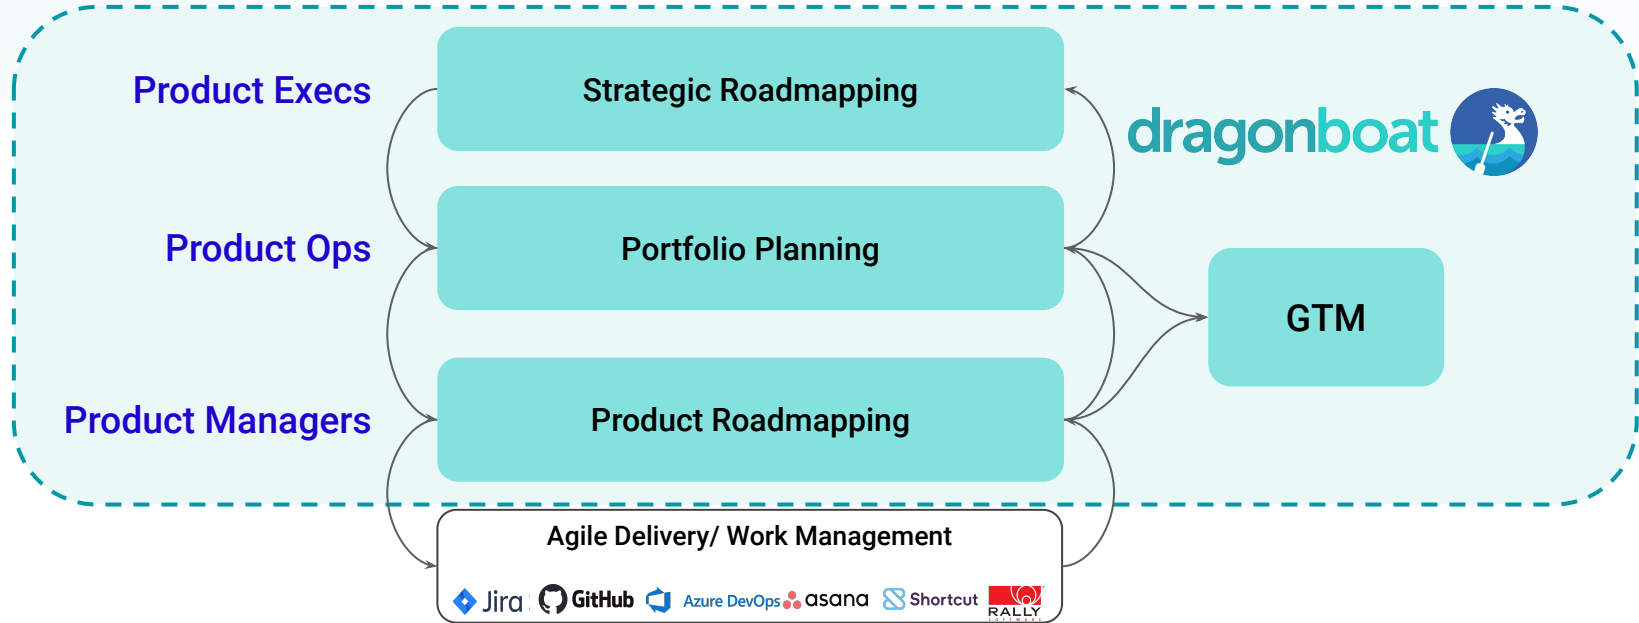 Product Execs
Strategic Roadmapping
dragonboat
Product Ops
Portfolio Planning
GTM
Product Managers
Product Roadmapping
Agile Delivery/ Work Management
Jira GitHub Azure DevOps asana Shortcut RALLY
SOFTWARE